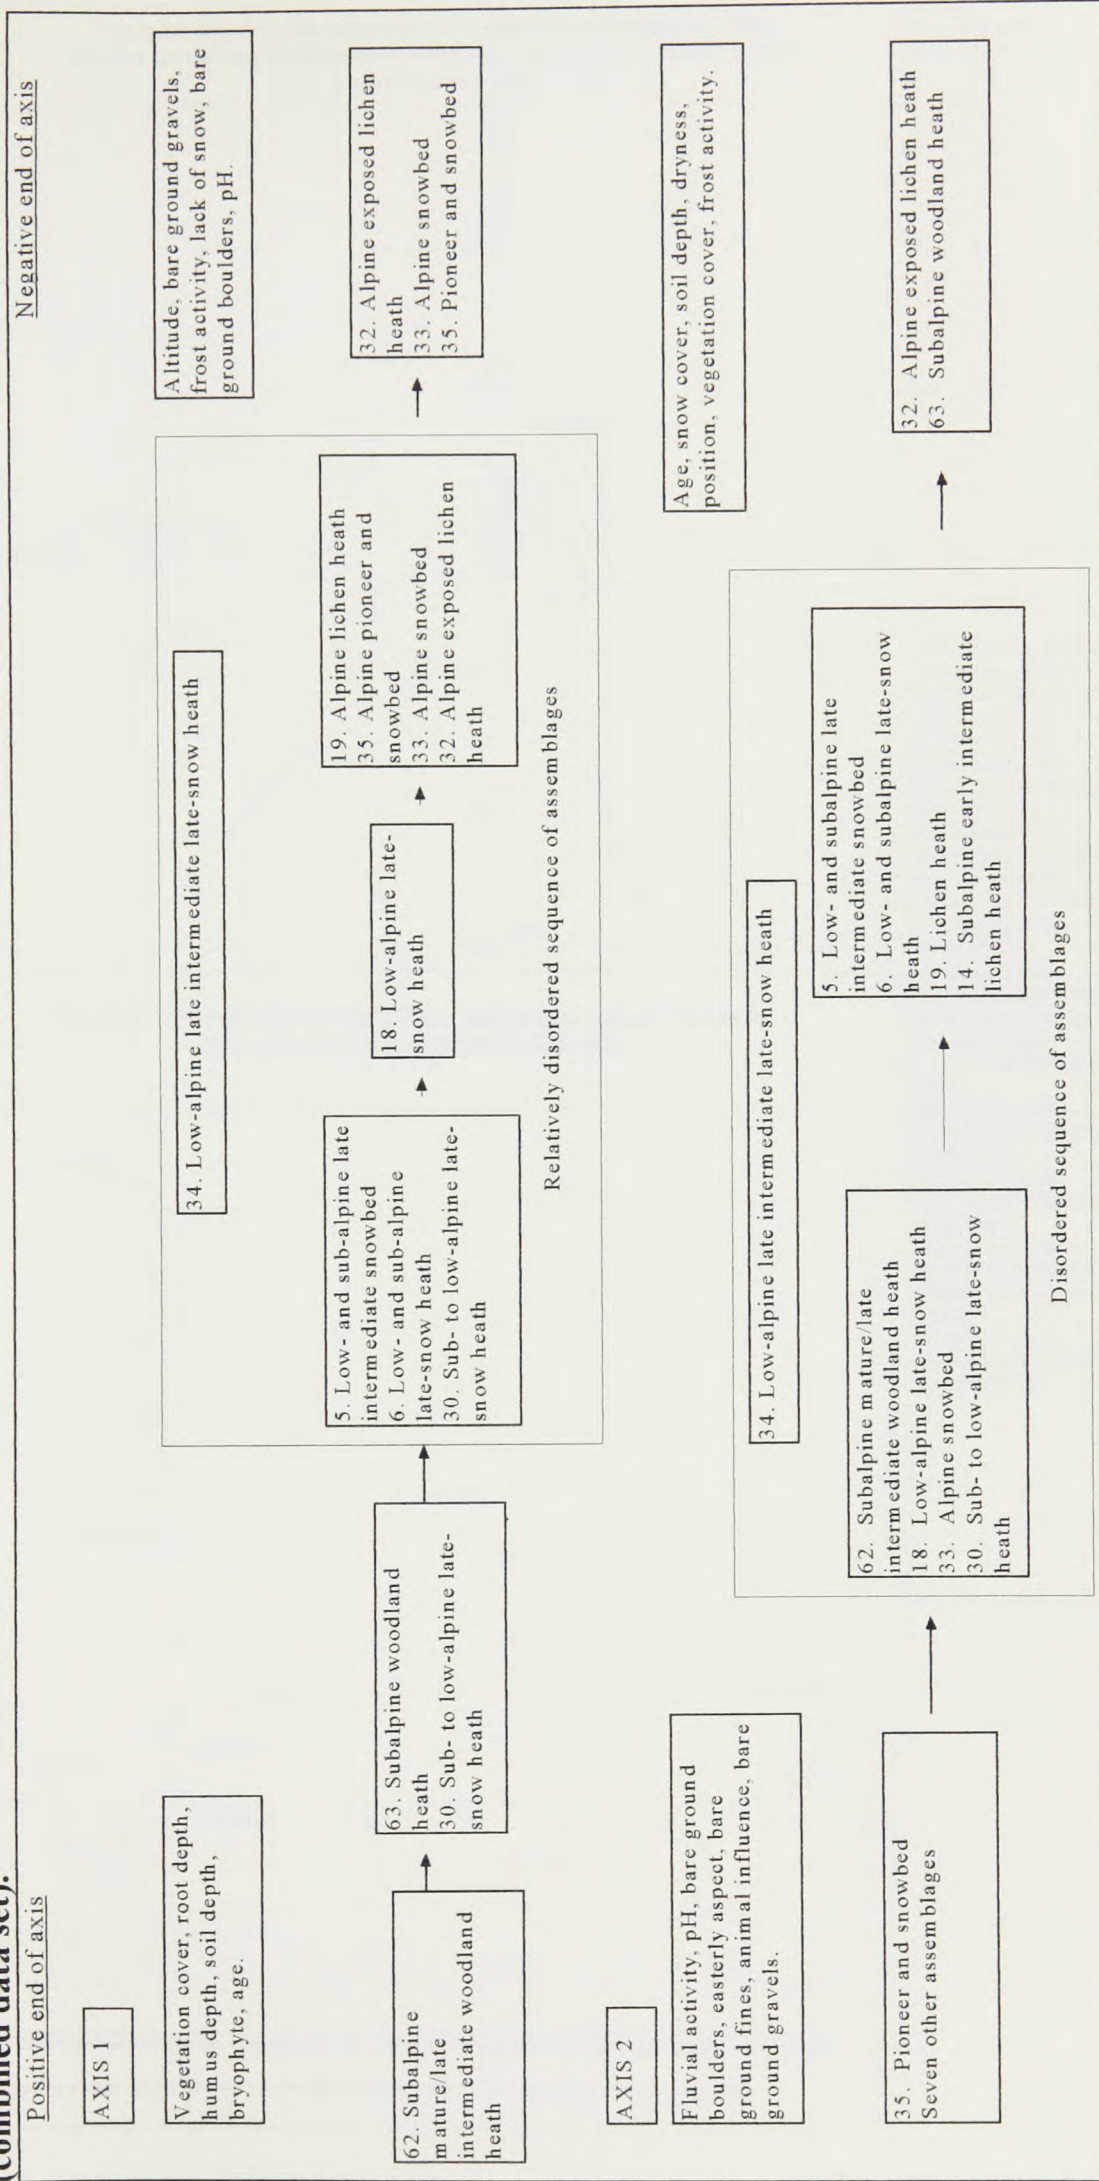 (combined data set).
Positive end of axis
Negative end of axis
AXIS 1
Vegetation cover, root depth,
humus depth, soil depth,
bryophyte, age.
Altitude, bare ground gravels,
frost activity, lack of snow, bare
ground boulders, pH.
34. Low-alpine late intermediate late-snow heath
62. Subalpine
mature/late
intermediate woodland
heath
63. Subalpine woodland
heath
30. Sub- to low-alpine late-
snow heath
5. Low- and sub-alpine late
intermediate snowbed
6. Low- and sub-alpine
late-snow heath
30. Sub- to low-alpine late-
snow heath
18. Low-alpine late-
snow heath
19. Alpine lichen heath
35. Alpine pioneer and
snowbed
33. Alpine snowbed
32. Alpine exposed lichen
heath
32. Alpine exposed lichen
heath
33. Alpine snowbed
35. Pioneer and snowbed
Relatively disordered sequence of assemblages
AXIS 2
Fluvial activity, pH, bare ground
boulders, easterly aspect, bare
ground fines, animal influence, bare
ground gravels.
Age, snow cover, soil depth, dryness,
position, vegetation cover, frost activity.
34. Low-alpine late intermediate late-snow heath
35. Pioneer and snowbed
Seven other assemblages
62. Subalpine mature/late
intermediate woodland heath
18. Low-alpine late-snow heath
33. Alpine snowbed
30. Sub- to low-alpine late-snow
heath
5. Low- and subalpine late
intermediate snowbed
6. Low- and subalpine late-snow
heath
19. Lichen heath
14. Subalpine early intermediate
lichen heath
32. Alpine exposed lichen heath
63. Subalpine woodland heath
Disordered sequence of assemblages